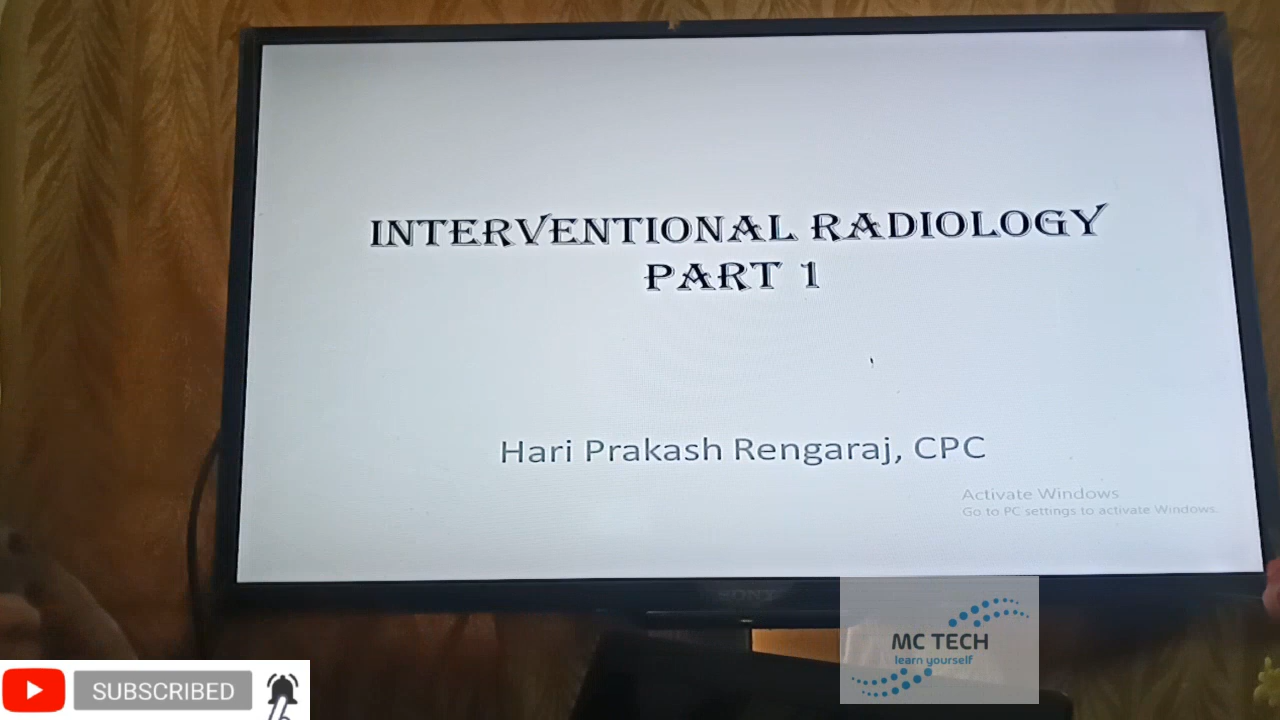 INTERVENTIONAL RADIOLOGY
PART 1
Hari Prakash Rengaraj, CPC
Activate Windows
Go to PC settings to activate Windows.
SONY
MC TECH
learn yourself
SUBSCRIBED